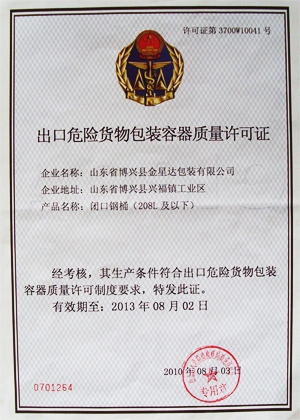 许可证第 3700W10041 号
出口危险货物包装容器质量许可证
企业名称：山东省博兴县金星达包装有限公司
企业地址：山东省博兴县兴福镇工业区
产品名称：闭口钢桶（208L 及以下）
经考核，其生产条件符合出口危险货物包装
容器质量许可制度要求，特发此证。
有效期至：2013 年 08 月 02 日
2010 年 08 月 03 日
专用章
0701264